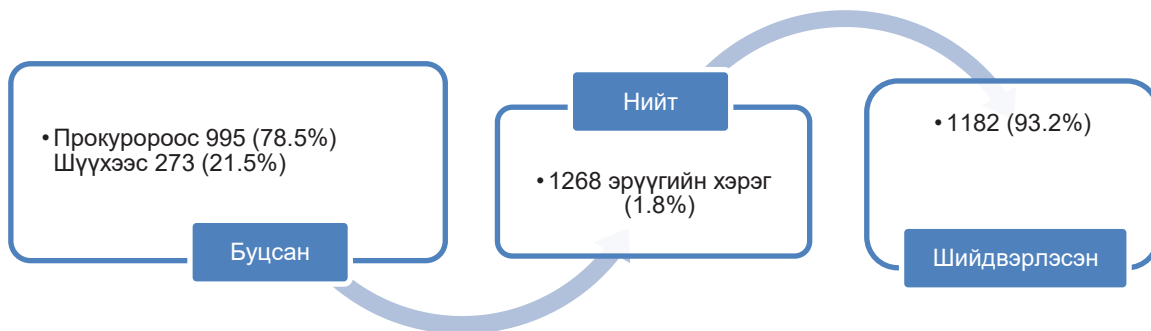 • Прокуророос 995 (78.5%)
Шүүхээс 273 (21.5%)
Буцсан
Нийт
• 1268 эрүүгийн хэрэг
(1.8%)
• 1182 (93.2%)
Шийдвэрлэсэн